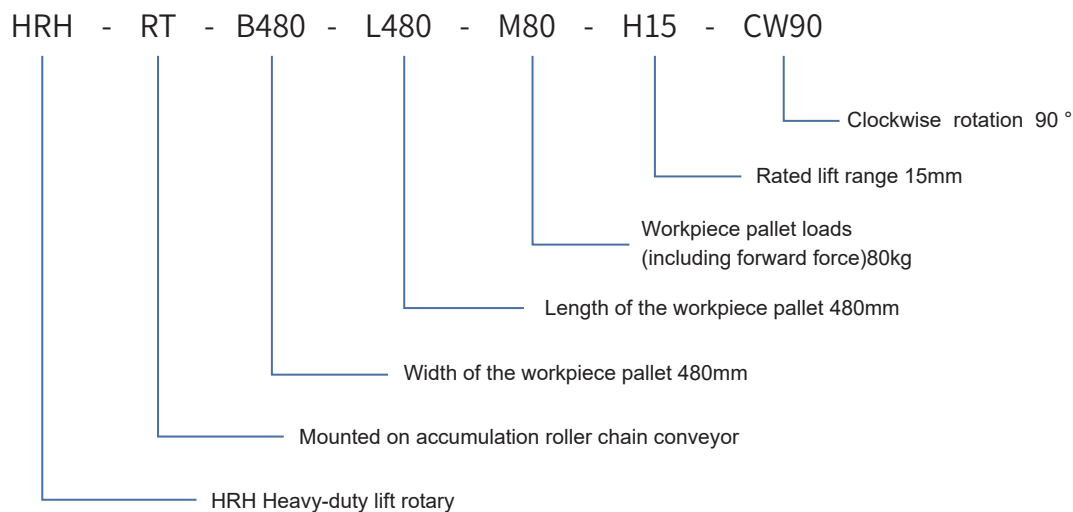 HRH - RT - B480 - L480 - M80 - H15 - CW90
Clockwise rotation 90 °
Rated lift range 15mm
Workpiece pallet loads
(including forward force)80kg
Length of the workpiece pallet 480mm
Width of the workpiece pallet 480mm
Mounted on accumulation roller chain conveyor
HRH Heavy-duty lift rotary